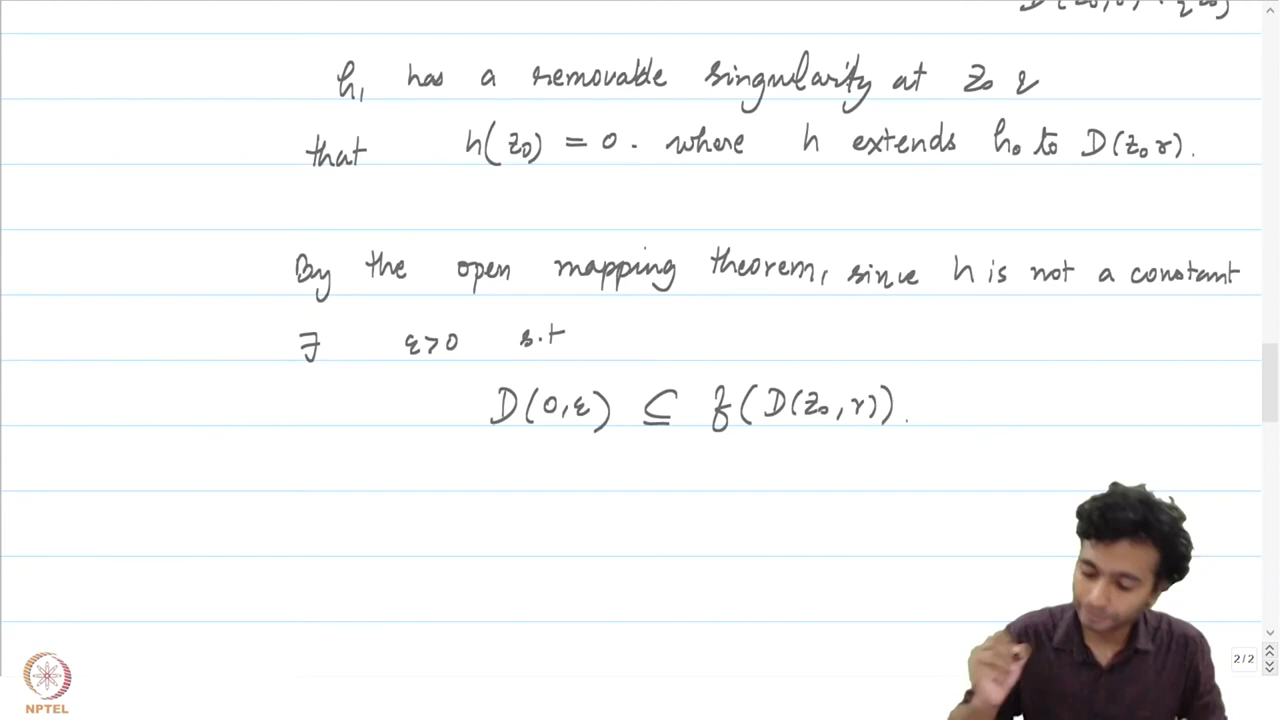 h₁ has a removable singularity at z₀ &
that h(z₀) = 0. where h extends h₀ to D(z₀ r).
By the open mapping theorem, since h is not a constant
∃ ε>0 s.t
D(0,ε) ⊆ f(D(z₀,r)).
2/2
NPTEL